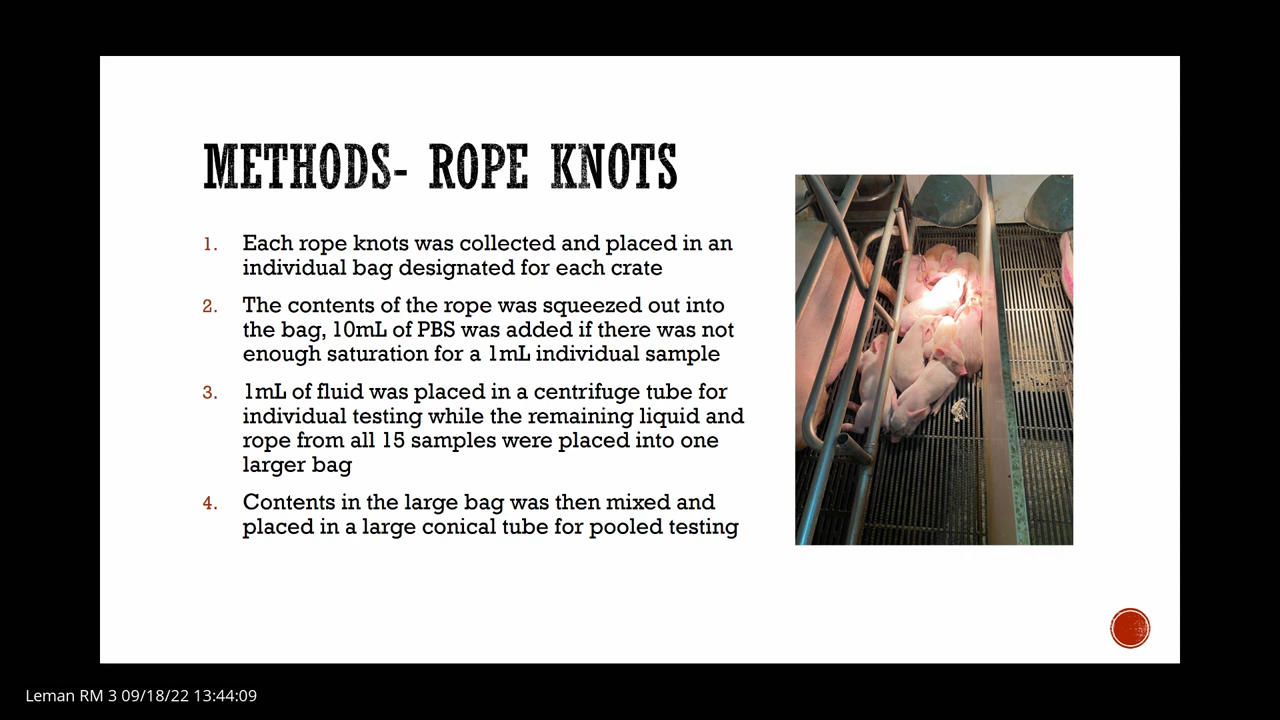 METHODS- ROPE KNOTS
1. Each rope knots was collected and placed in an
individual bag designated for each crate
2. The contents of the rope was squeezed out into
the bag, 10mL of PBS was added if there was not
enough saturation for a 1mL individual sample
3. 1mL of fluid was placed in a centrifuge tube for
individual testing while the remaining liquid and
rope from all 15 samples were placed into one
larger bag
4. Contents in the large bag was then mixed and
placed in a large conical tube for pooled testing
Leman RM 3 09/18/22 13:44:09